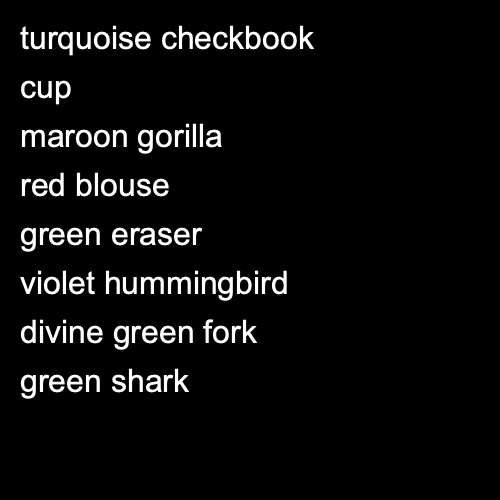 turquoise checkbook
cup
maroon gorilla
red blouse
green eraser
violet hummingbird
divine green fork
green shark